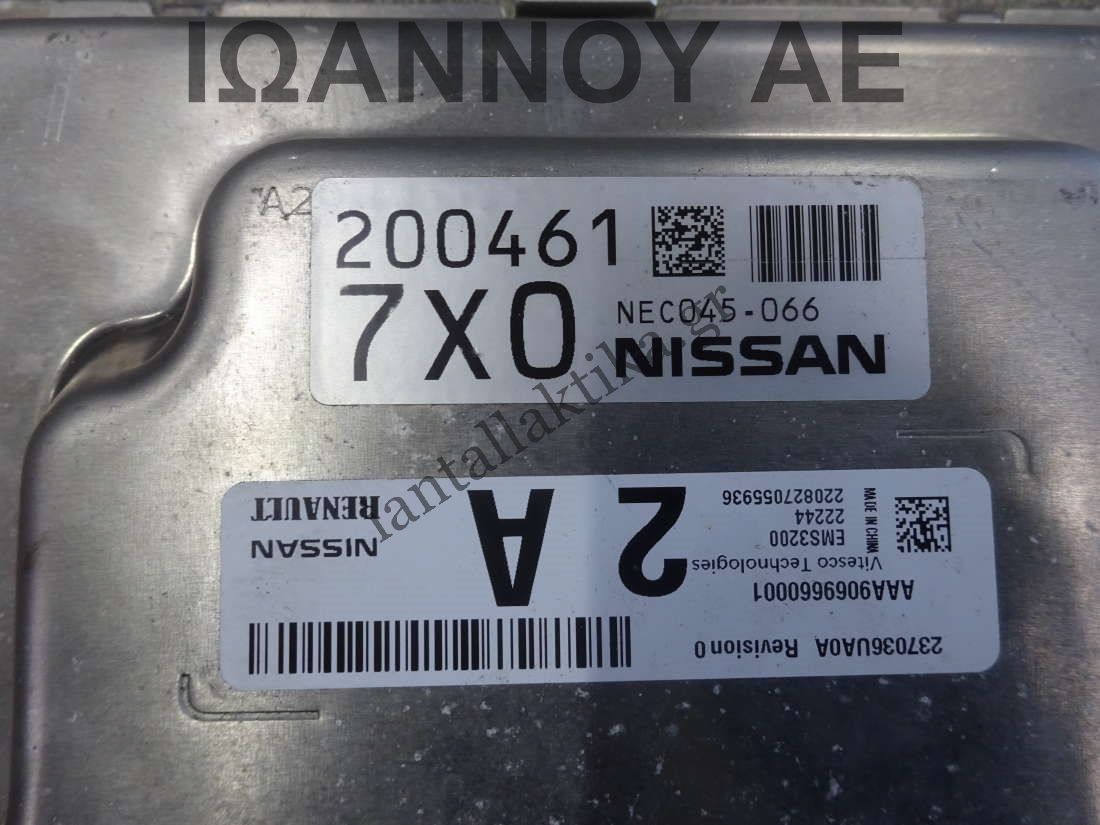 ΙΩΑΝΝΟΥ ΑΕ
A2
200461
7X0
NEC045-066
NISSAN
iantallaktika.gr
237036UA0A Revision 0
AAA9069660001
Vitesco Technologies
EMS3200
22244
220827055936
MADE IN CHINA
2 A
NISSAN
RENAULT